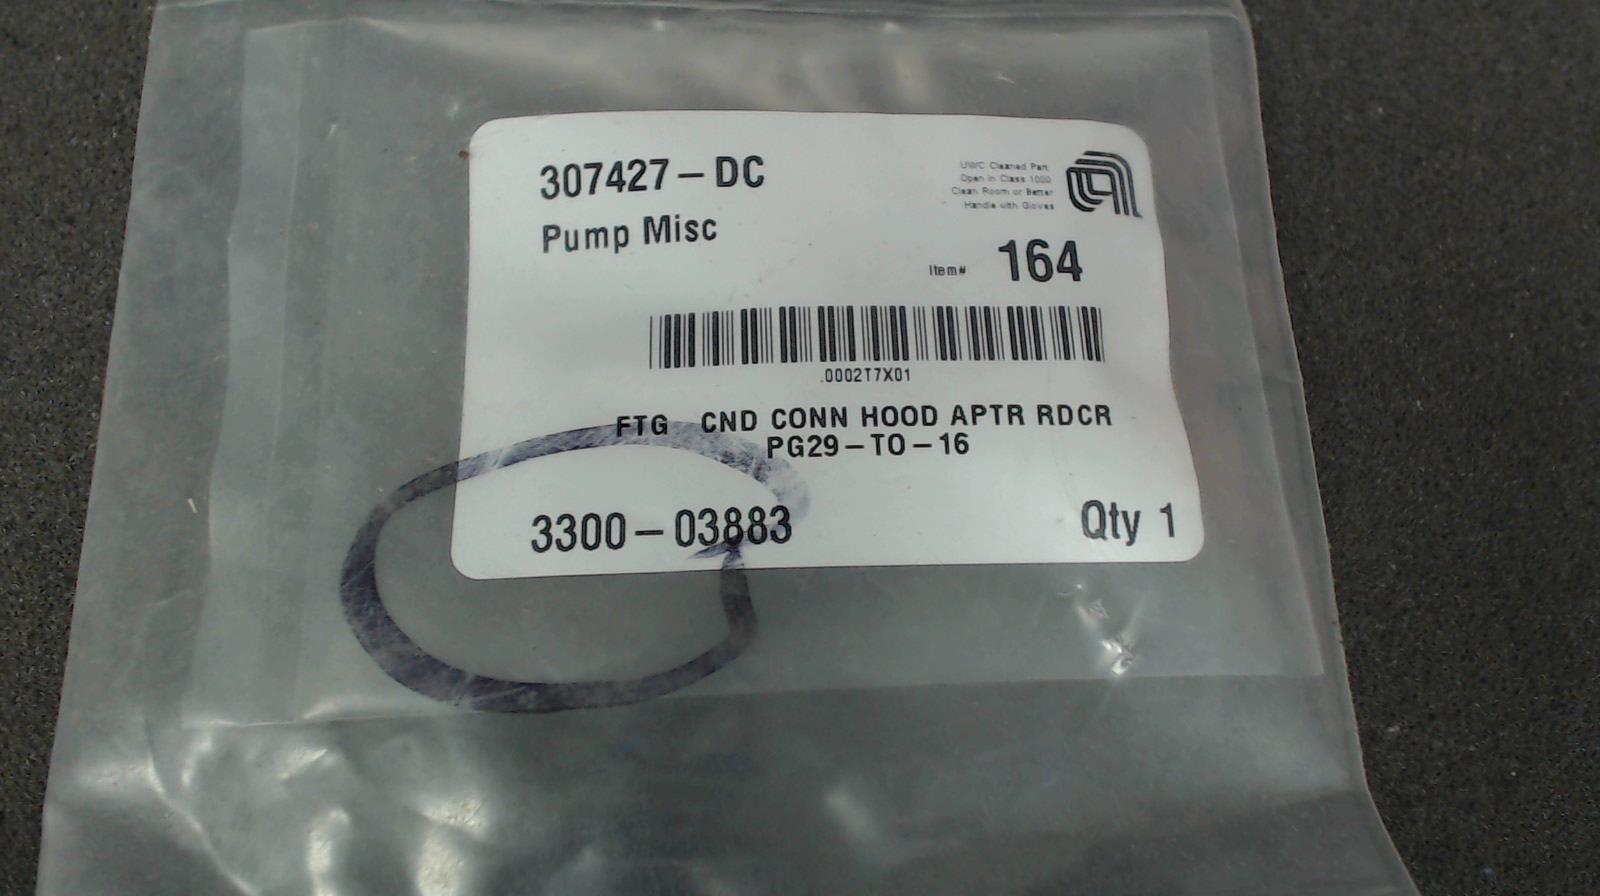 307427-DC
Pump Misc
UWC Cleaned Part
Open in Class 1000
Clean Room or Better
Handle with Gloves
Item# 164
.0002T7X01
FTG CND CONN HOOD APTR RDCR
PG29-TO-16
3300-03883
Qty 1